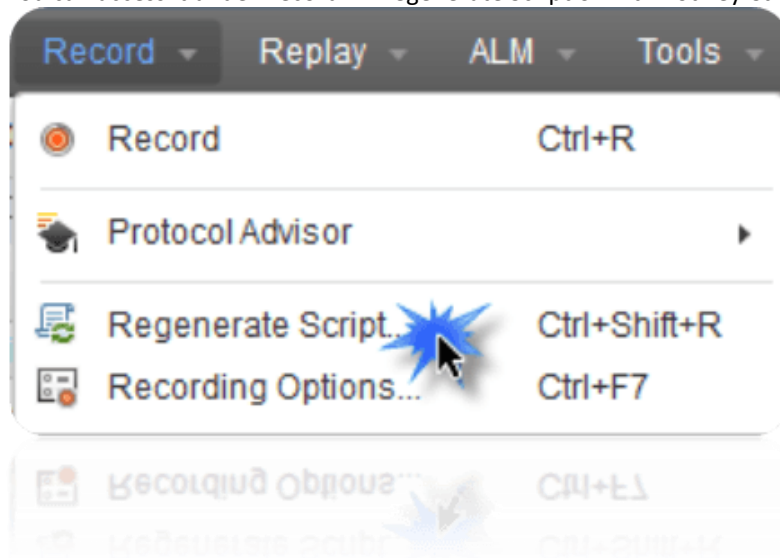 Record Replay ALM Tools
Record Ctrl+R
Protocol Advisor
Regenerate Script... Ctrl+Shift+R
Recording Options... Ctrl+F7